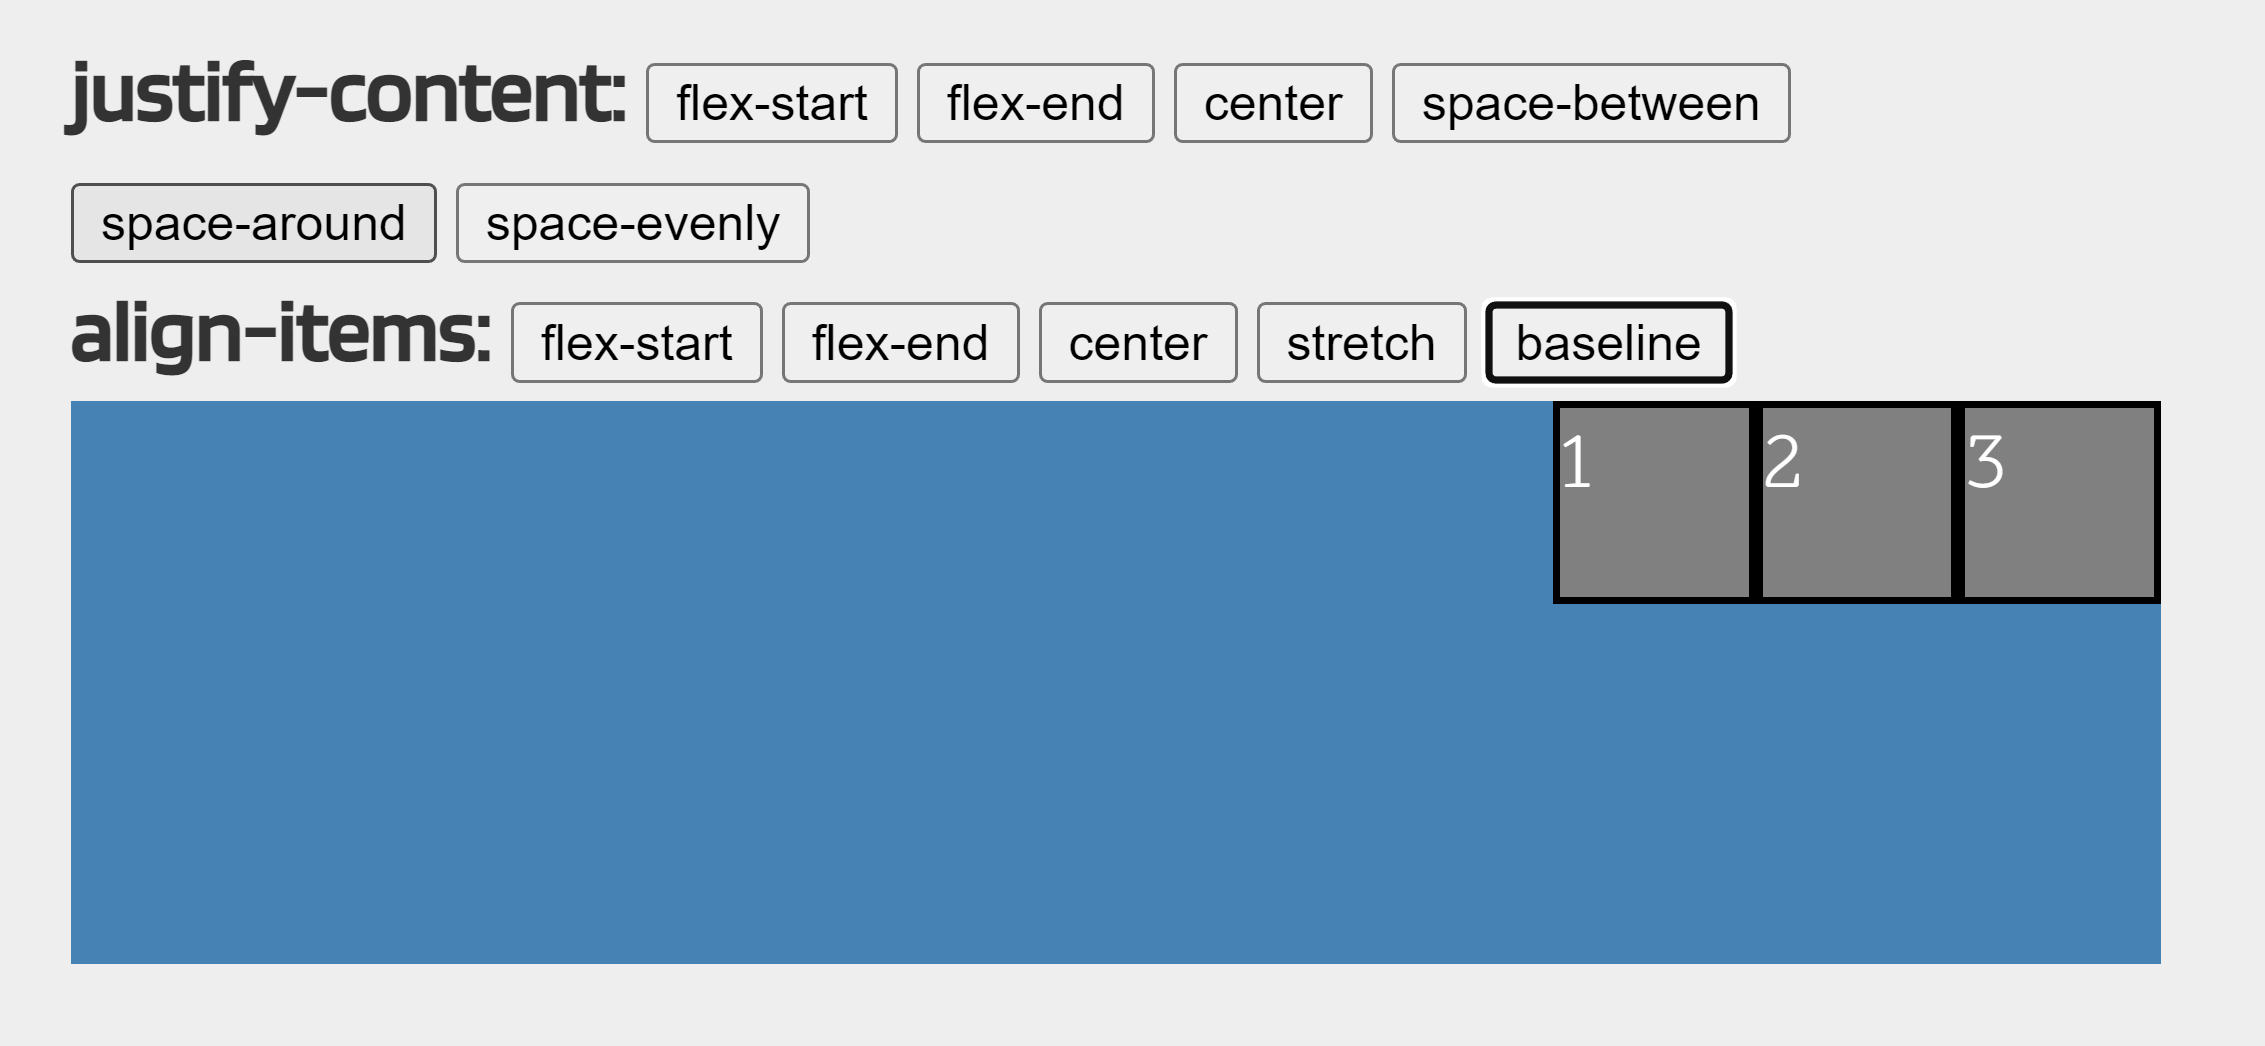 justify-content: flex-start flex-end center space-between
space-around space-evenly
align-items: flex-start flex-end center stretch baseline
1 2 3